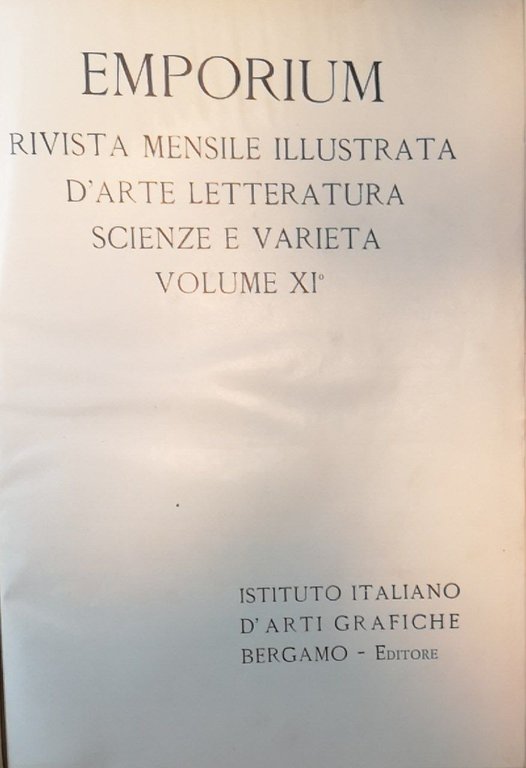 EMPORIUM
RIVISTA MENSILE ILLUSTRATA
D'ARTE LETTERATURA
SCIENZE E VARIETA
VOLUME XI°
ISTITUTO ITALIANO
D'ARTI GRAFICHE
BERGAMO - EDITORE